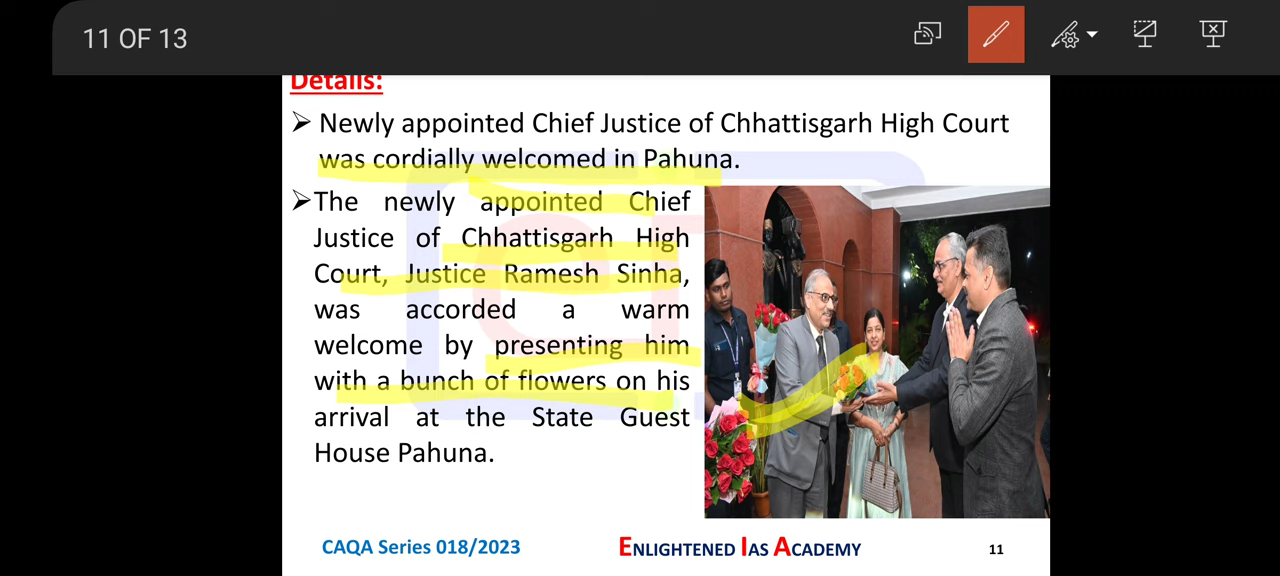 11 OF 13
Details:
➢ Newly appointed Chief Justice of Chhattisgarh High Court
was cordially welcomed in Pahuna.
➢The newly appointed Chief
Justice of Chhattisgarh High
Court, Justice Ramesh Sinha,
was accorded a warm
welcome by presenting him
with a bunch of flowers on his
arrival at the State Guest
House Pahuna.
CAQA Series 018/2023
ENLIGHTENED IAS ACADEMY
11